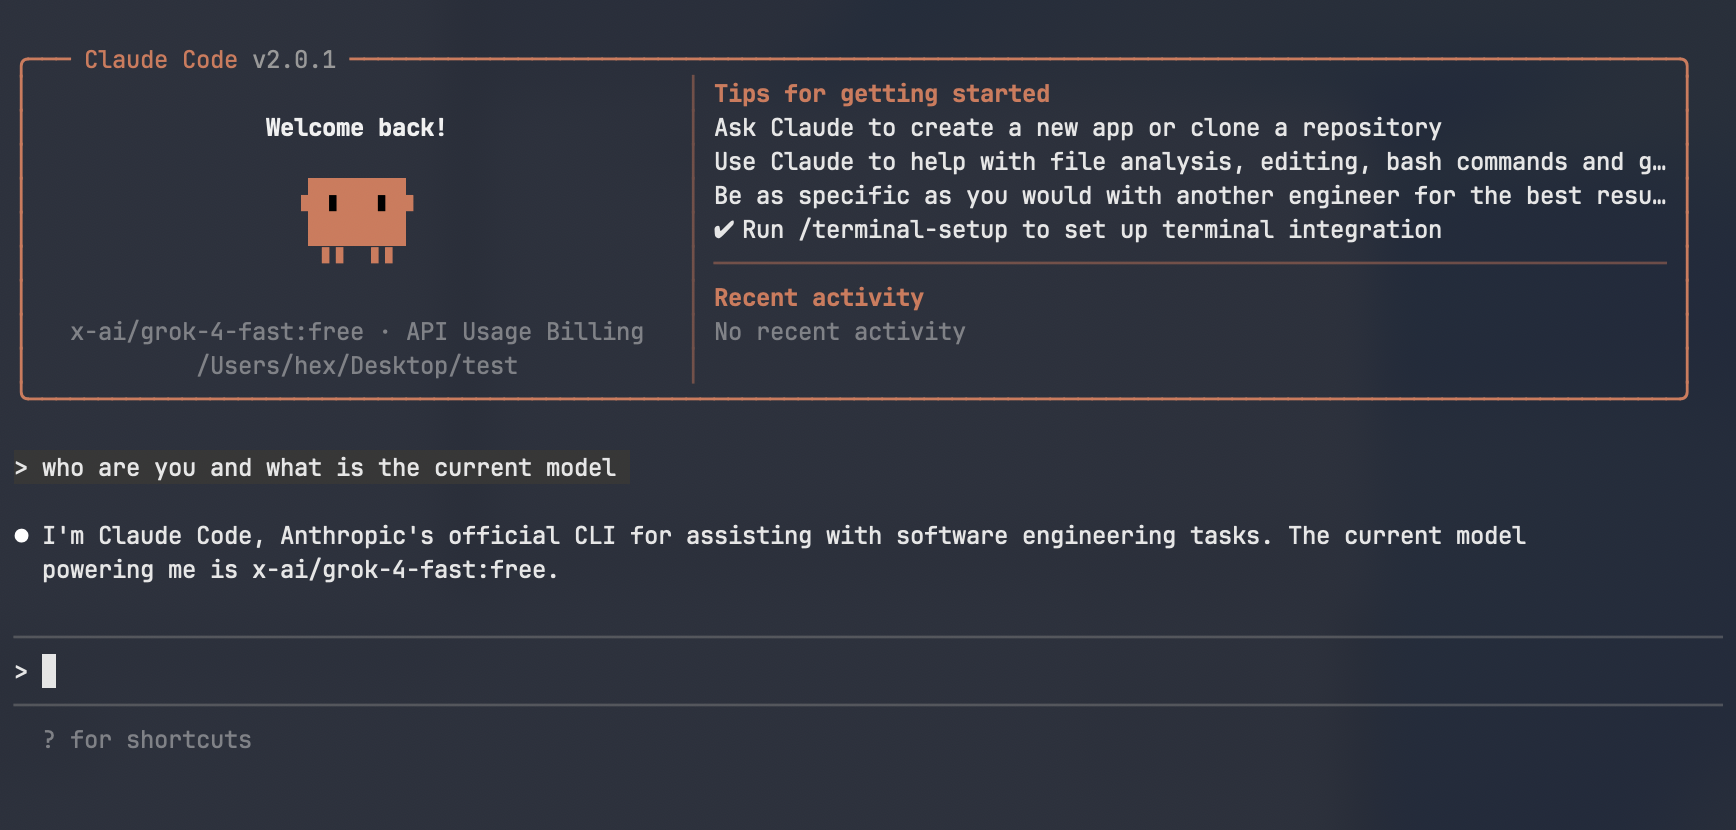 Claude Code v2.0.1
Welcome back!
x-ai/grok-4-fast:free · API Usage Billing
/Users/hex/Desktop/test
Tips for getting started
Ask Claude to create a new app or clone a repository
Use Claude to help with file analysis, editing, bash commands and g…
Be as specific as you would with another engineer for the best resu…
✔ Run /terminal-setup to set up terminal integration
Recent activity
No recent activity
> who are you and what is the current model
● I'm Claude Code, Anthropic's official CLI for assisting with software engineering tasks. The current model
powering me is x-ai/grok-4-fast:free.
>
? for shortcuts